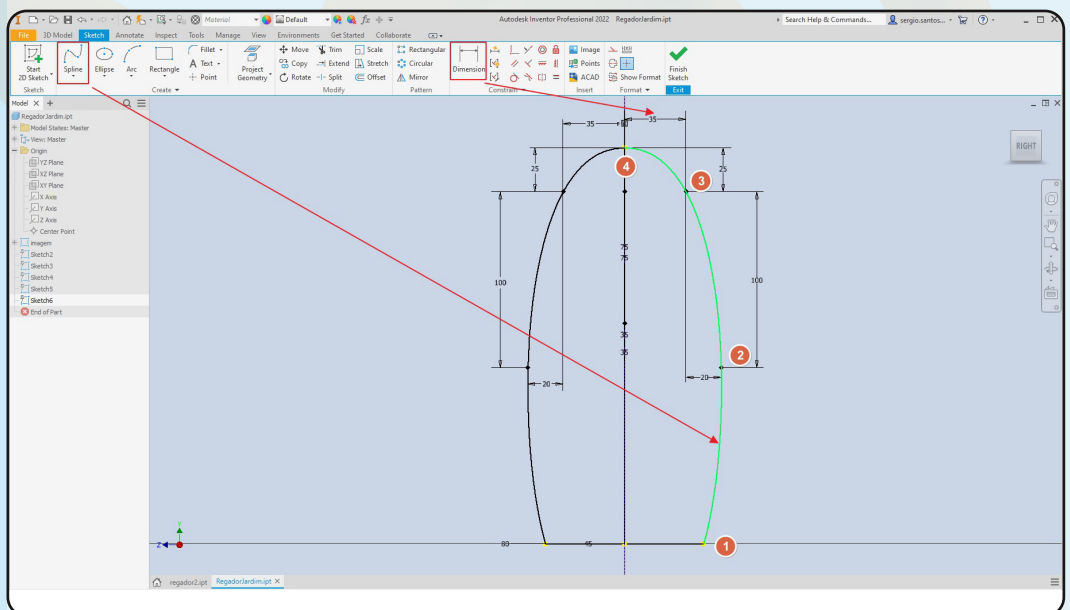 Material
Default
Autodesk Inventor Professional 2022 RegadorJardim.ipt
Search Help & Commands...
sergio.santos...
File 3D Model Sketch Annotate Inspect Tools Manage View Environments Get Started Collaborate
Start
2D Sketch
Spline
Ellipse
Arc
Rectangle
Fillet
Text
Point
Project
Geometry
Move Trim Scale
Copy Extend Stretch
Rotate Split Offset
Rectangular
Circular
Mirror
Dimension
Image
Points
ACAD
Show Format
Finish
Sketch
Sketch Create Modify Pattern Constrain Insert Format Exit
Model
RegadorJardim.ipt
Model States: Master
View: Master
Origin
YZ Plane
XZ Plane
XY Plane
X Axis
Y Axis
Z Axis
Center Point
imagem
Sketch2
Sketch3
Sketch4
Sketch5
Sketch6
End of Part
RIGHT
35 35
25 25
4
3
75
75
100 100
35
35
2
20 20
80 45
1
Y
Z
regador2.ipt RegadorJardim.ipt